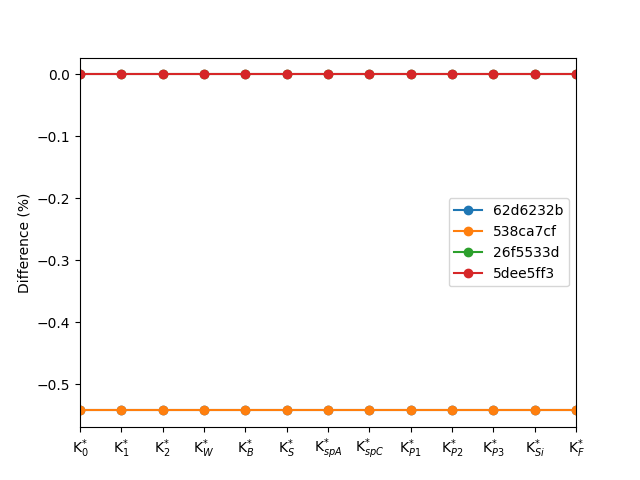 0.0
−0.1
−0.2
−0.3
−0.4
−0.5
Difference (%)
62d6232b
538ca7cf
26f5533d
5dee5ff3
K*0 K*1 K*2 K*W K*B K*S K*spA K*spC K*P1 K*P2 K*P3 K*Si K*F